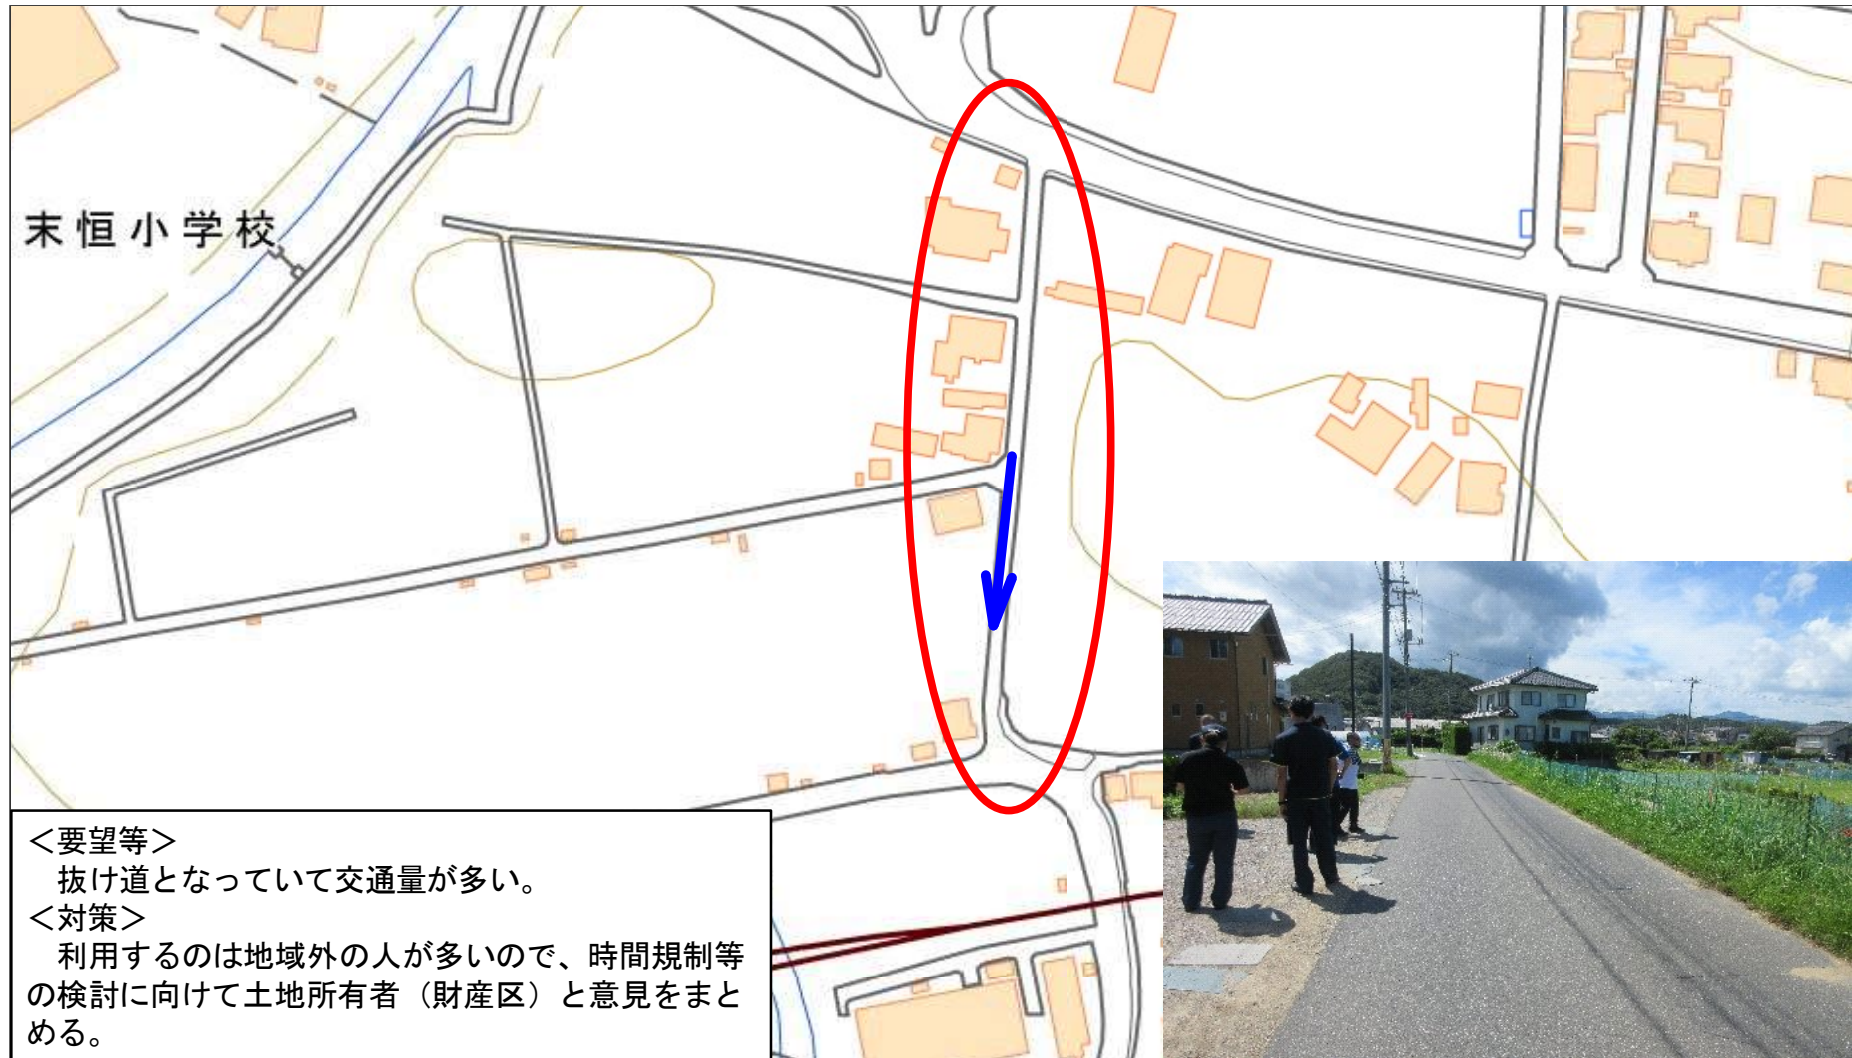 末恒小学校
＜要望等＞
　抜け道となっていて交通量が多い。
＜対策＞
　利用するのは地域外の人が多いので、時間規制等
の検討に向けて土地所有者（財産区）と意見をまと
める。